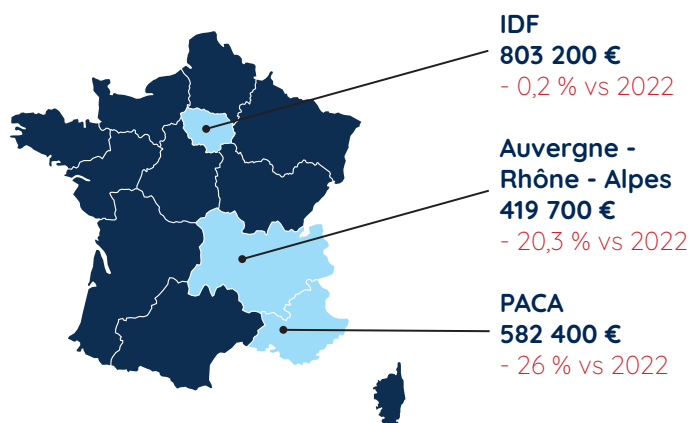 IDF
803 200 €
- 0,2 % vs 2022
Auvergne -
Rhône - Alpes
419 700 €
- 20,3 % vs 2022
PACA
582 400 €
- 26 % vs 2022